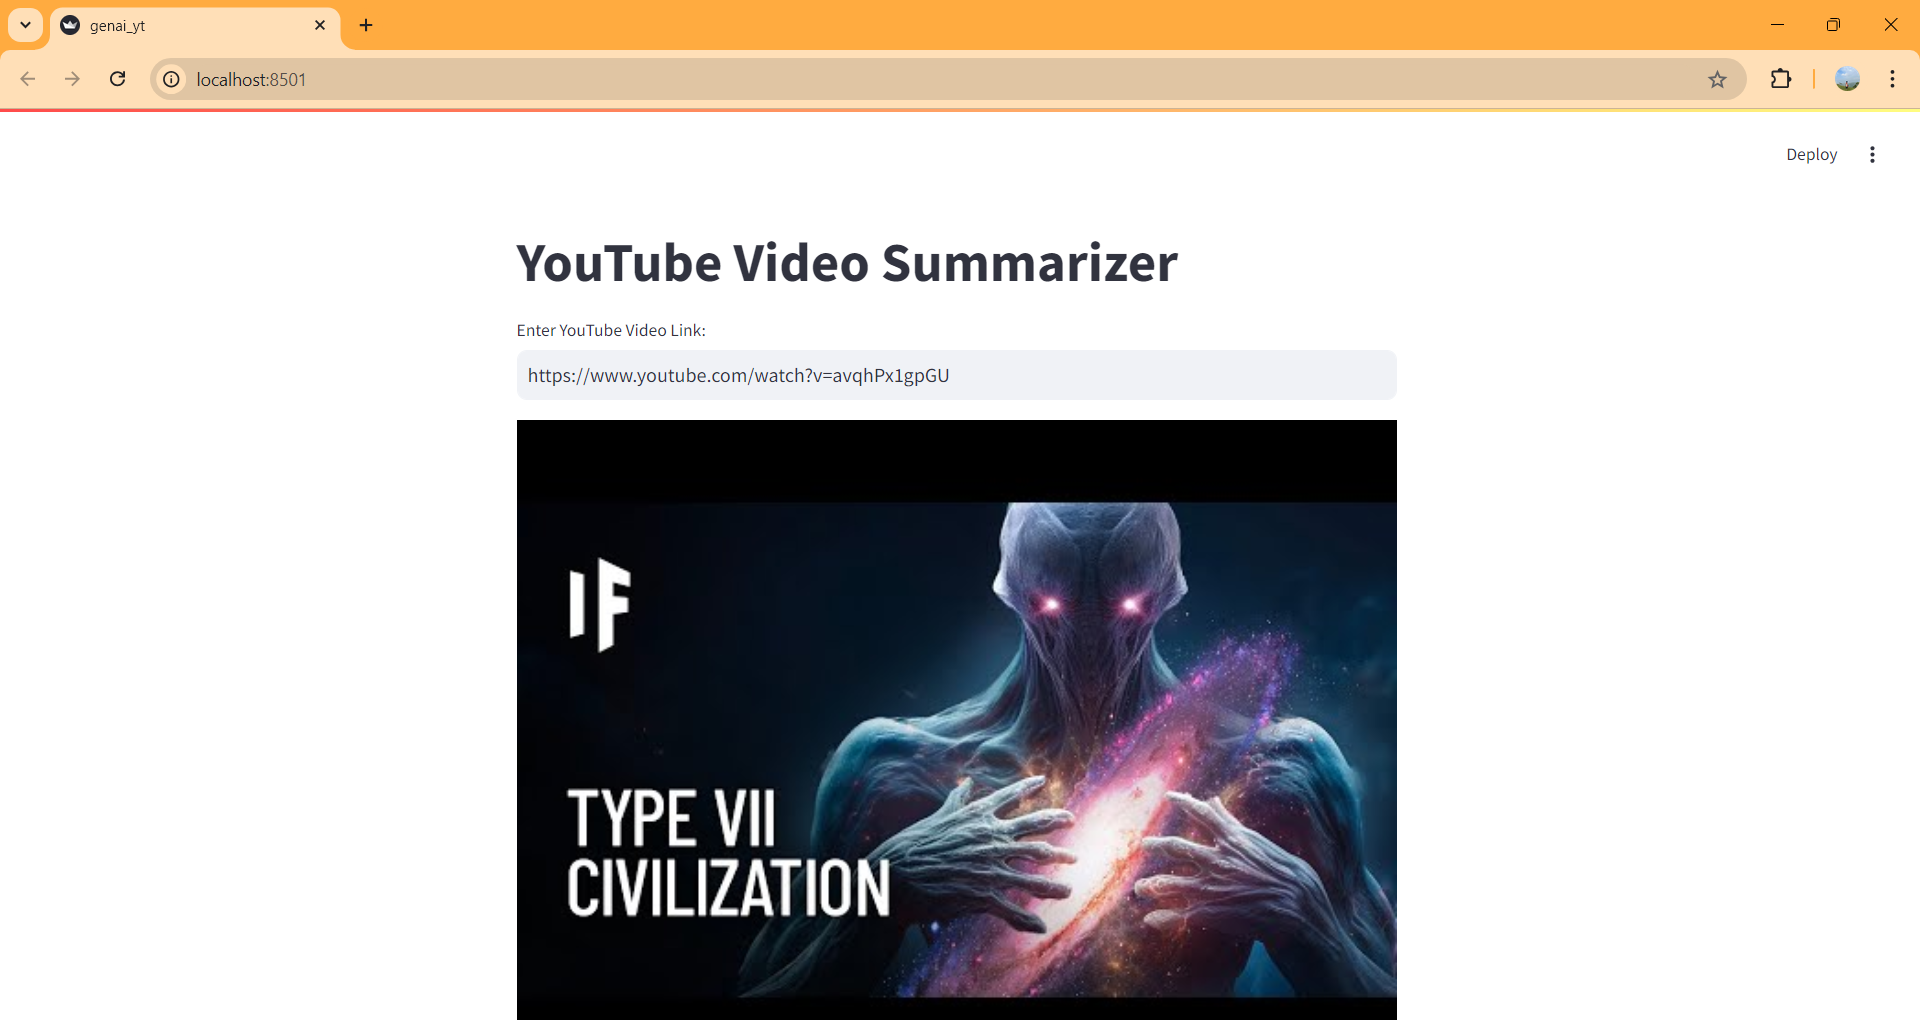 genai_yt
localhost:8501
Deploy
YouTube Video Summarizer
Enter YouTube Video Link:
https://www.youtube.com/watch?v=avqhPx1gpGU
IF
TYPE VII
CIVILIZATION